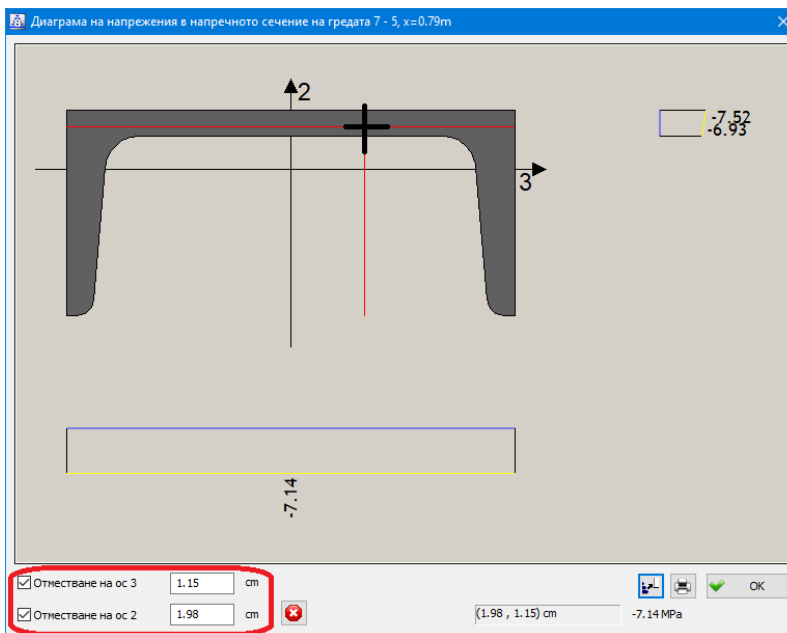 Диаграма на напрежения в напречното сечение на гредата 7 - 5, x=0.79m
2
-7.52
-6.93
3
-7.14
Отместване на ос 3 1.15 cm
OK
Отместване на ос 2 1.98 cm
(1.98 , 1.15) cm
-7.14 MPa